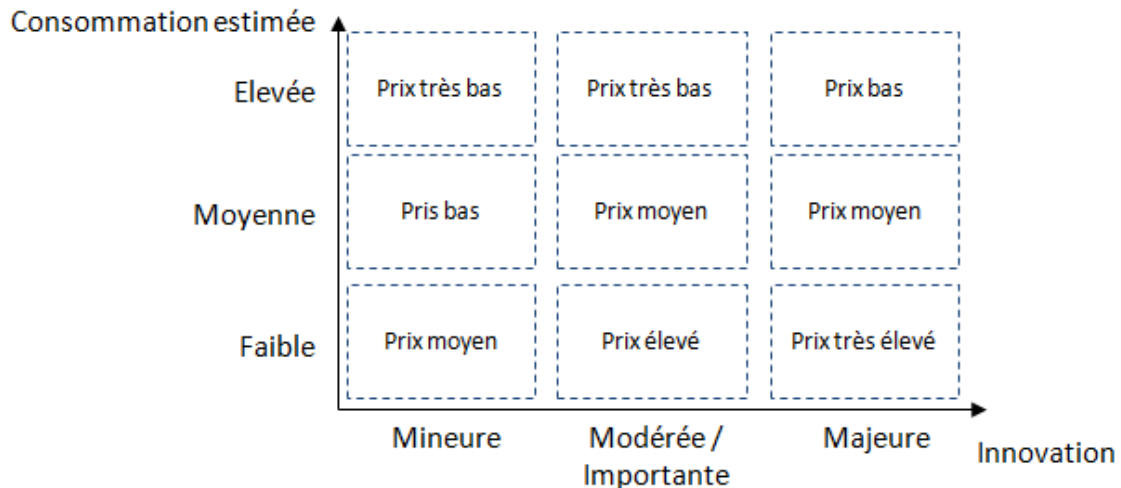 Consommation estimée
Elevée
Prix très bas
Prix très bas
Prix bas
Moyenne
Pris bas
Prix moyen
Prix moyen
Faible
Prix moyen
Prix élevé
Prix très élevé
Mineure
Modérée /
Importante
Majeure
Innovation